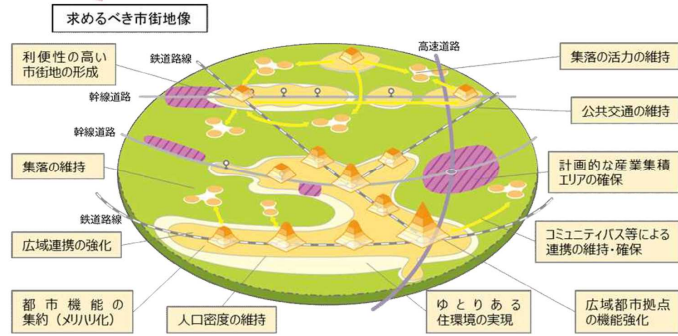 求めるべき市街地像
利便性の高い
市街地の形成
鉄道路線
高速道路
集落の活力の維持
幹線道路
公共交通の維持
幹線道路
集落の維持
計画的な産業集積
エリアの確保
鉄道路線
広域連携の強化
コミュニティバス等による
連携の維持・確保
都市機能の
集約（メリハリ化）
人口密度の維持
ゆとりある
住環境の実現
広域都市拠点
の機能強化